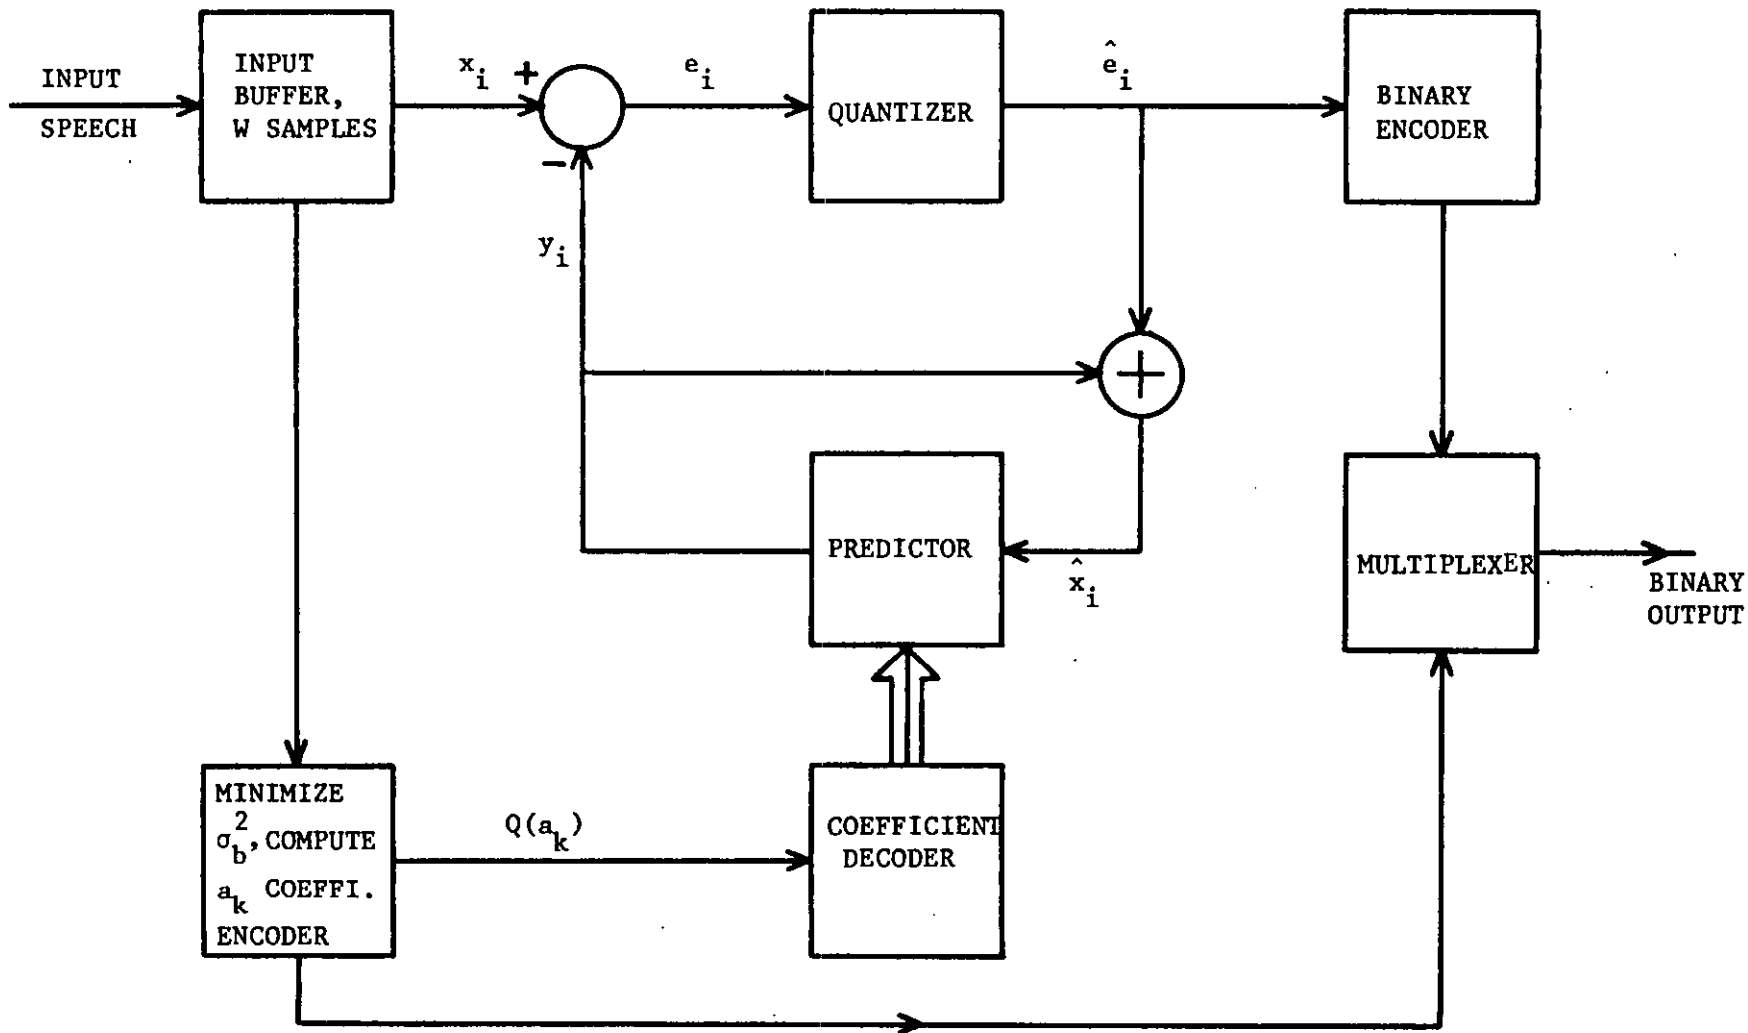 INPUT
SPEECH
INPUT
BUFFER,
W SAMPLES
x_i
+
-
e_i
QUANTIZER
ê_i
BINARY
ENCODER
y_i
+
PREDICTOR
x̂_i
MULTIPLEXER
BINARY
OUTPUT
MINIMIZE
σ_b^2, COMPUTE
a_k COEFFI.
ENCODER
Q(a_k)
COEFFICIENT
DECODER